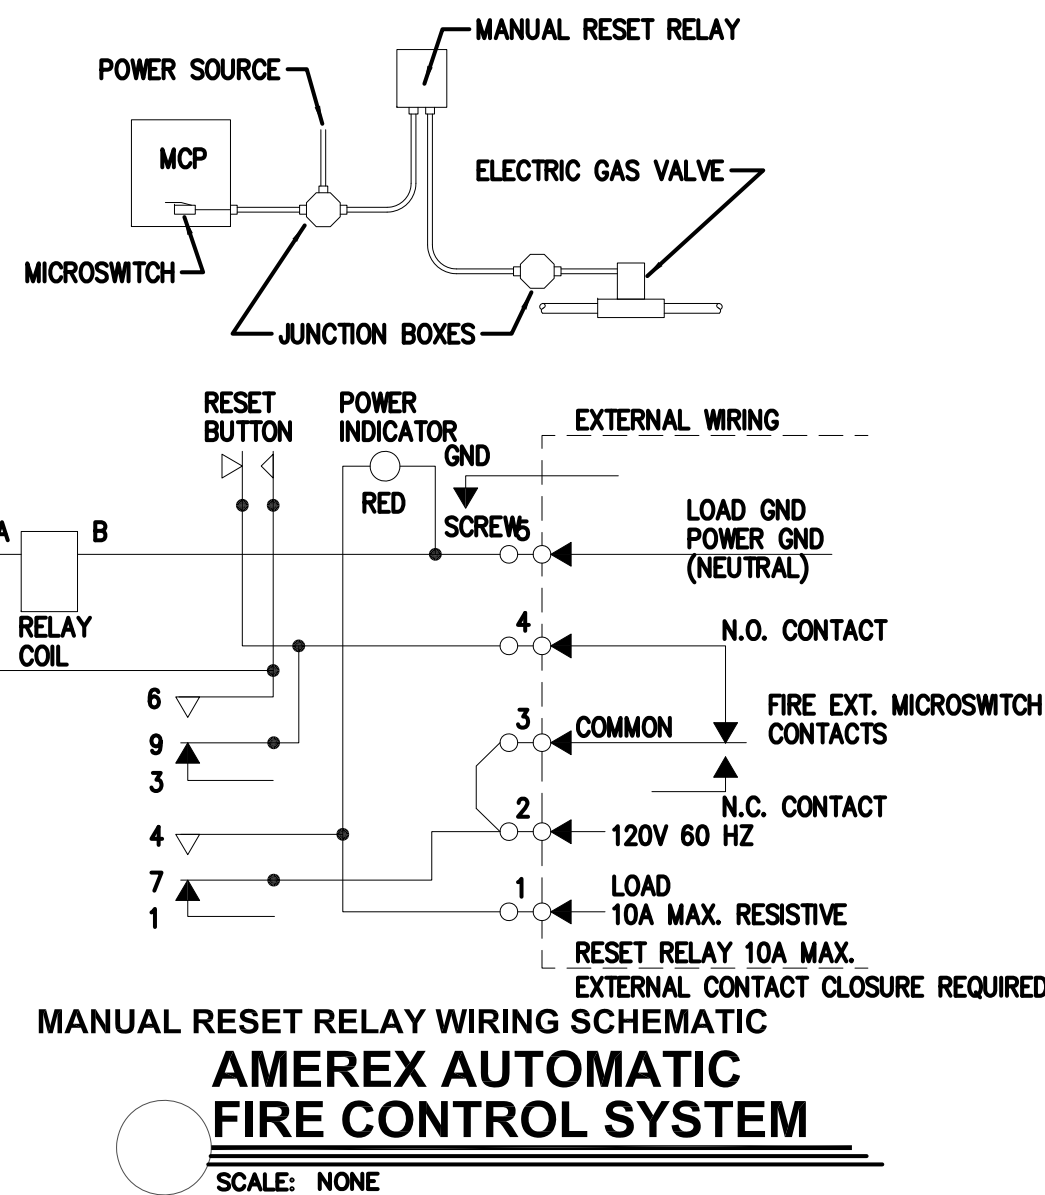 MANUAL RESET RELAY
POWER SOURCE
MCP
ELECTRIC GAS VALVE
MICROSWITCH
JUNCTION BOXES
RESET
BUTTON
POWER
INDICATOR
EXTERNAL WIRING
GND
RED
SCREW
5
LOAD GND
POWER GND
(NEUTRAL)
A
B
RELAY
COIL
4
N.O. CONTACT
6
9
3
3
COMMON
FIRE EXT. MICROSWITCH
CONTACTS
N.C. CONTACT
4
2
120V 60 HZ
7
1
1
LOAD
10A MAX. RESISTIVE
RESET RELAY 10A MAX.
EXTERNAL CONTACT CLOSURE REQUIRED
MANUAL RESET RELAY WIRING SCHEMATIC
AMEREX AUTOMATIC
FIRE CONTROL SYSTEM
SCALE: NONE